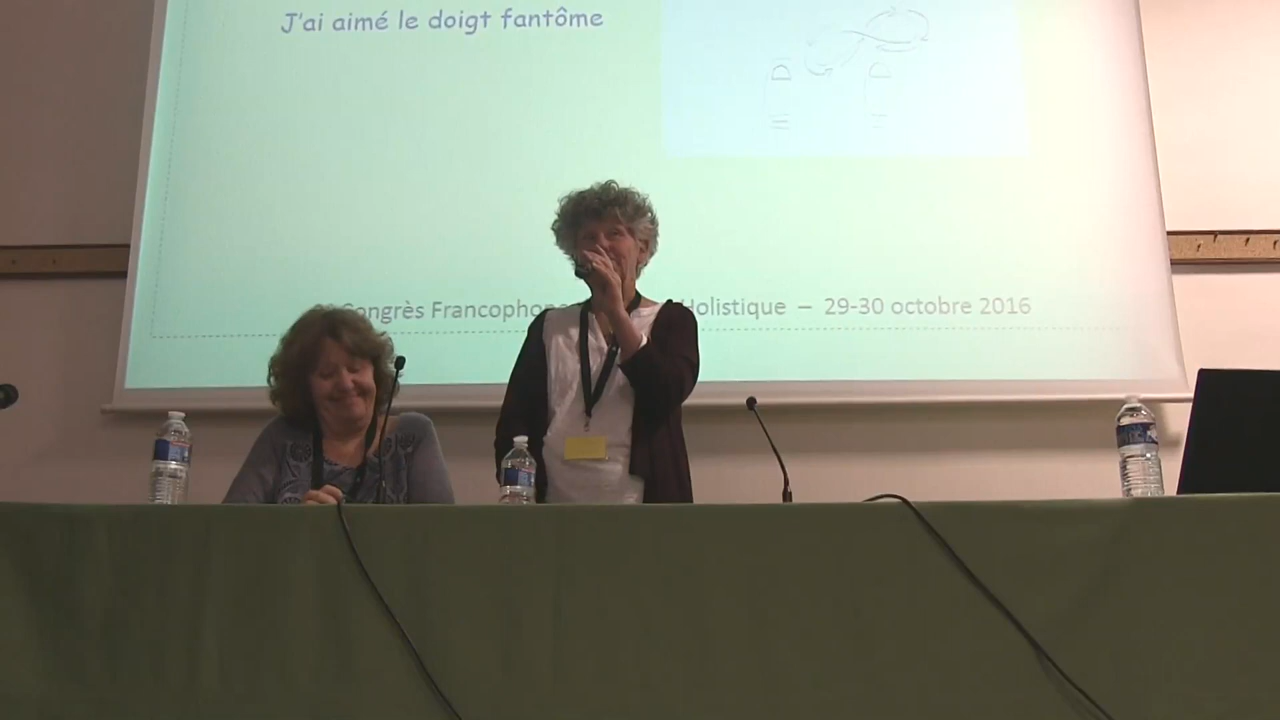 J'ai aimé le doigt fantôme
Congrès Francophone Holistique – 29-30 octobre 2016